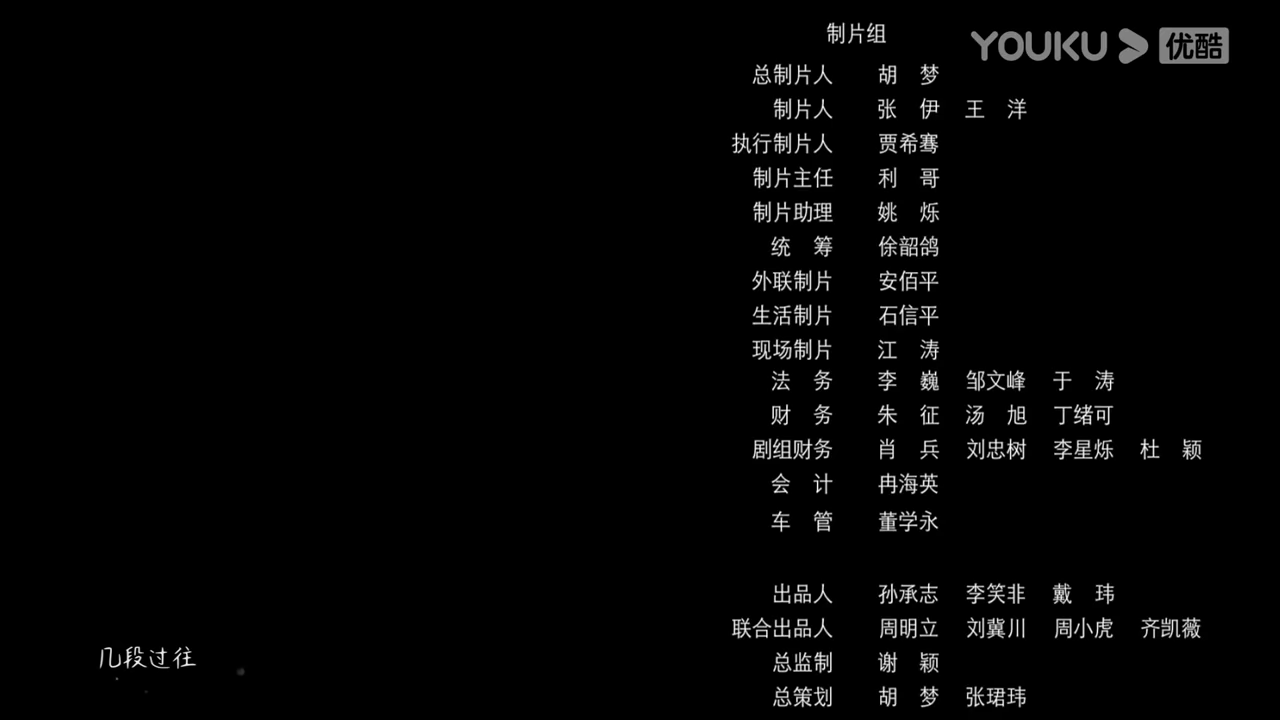 制片组
YOUKU 优酷
总制片人 胡 梦
制片人 张 伊 王 洋
执行制片人 贾希骞
制片主任 利 哥
制片助理 姚 烁
统 筹 徐韶鸽
外联制片 安佰平
生活制片 石信平
现场制片 江 涛
法 务 李 巍 邹文峰 于 涛
财 务 朱 征 汤 旭 丁绪可
剧组财务 肖 兵 刘忠树 李星烁 杜 颖
会 计 冉海英
车 管 董学永
出品人 孙承志 李笑非 戴 玮
联合出品人 周明立 刘冀川 周小虎 齐凯薇
总监制 谢 颖
总策划 胡 梦 张珺玮
几段过往